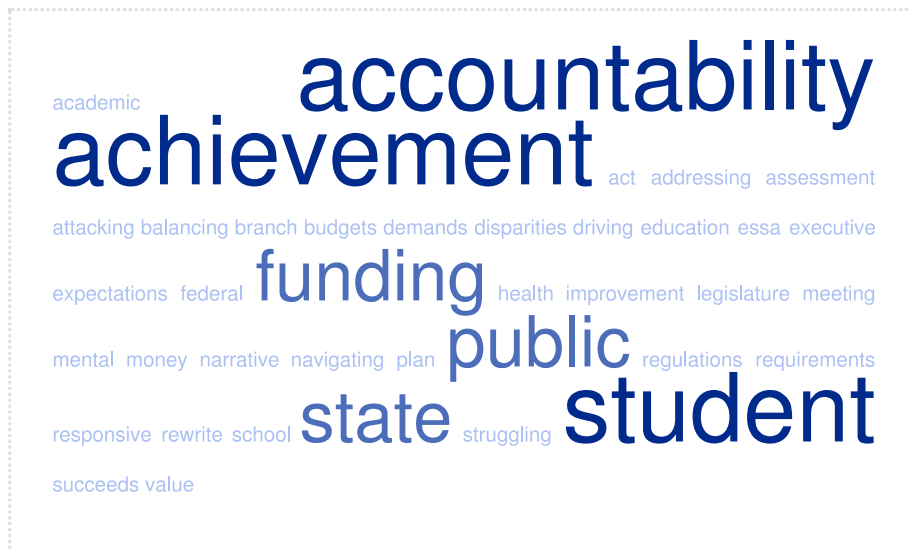 academic accountability
achievement act addressing assessment
attacking balancing branch budgets demands disparities driving education essa executive
expectations federal funding health improvement legislature meeting
mental money narrative navigating plan public regulations requirements
responsive rewrite school state struggling student
succeeds value